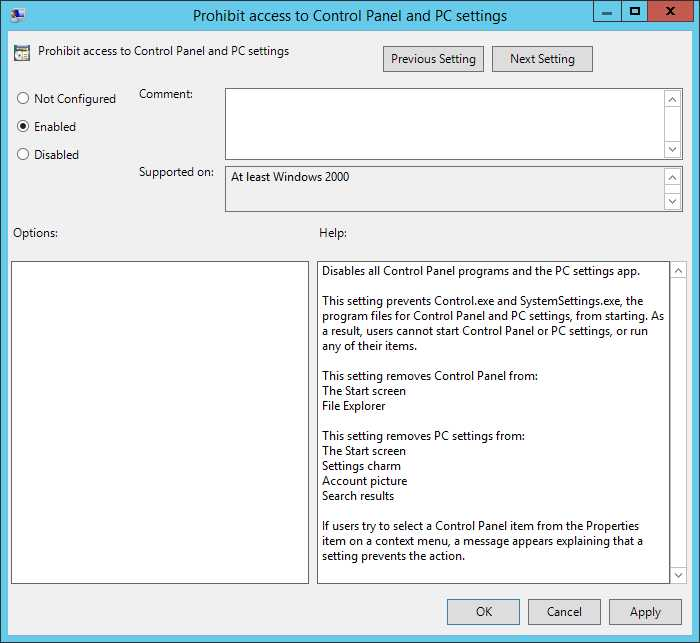 Prohibit access to Control Panel and PC settings
Prohibit access to Control Panel and PC settings
Previous Setting
Next Setting
Not Configured
Enabled
Disabled
Comment:
Supported on:
At least Windows 2000
Options:
Help:
Disables all Control Panel programs and the PC settings app.
This setting prevents Control.exe and SystemSettings.exe, the
program files for Control Panel and PC settings, from starting. As
a result, users cannot start Control Panel or PC settings, or run
any of their items.
This setting removes Control Panel from:
The Start screen
File Explorer
This setting removes PC settings from:
The Start screen
Settings charm
Account picture
Search results
If users try to select a Control Panel item from the Properties
item on a context menu, a message appears explaining that a
setting prevents the action.
OK
Cancel
Apply